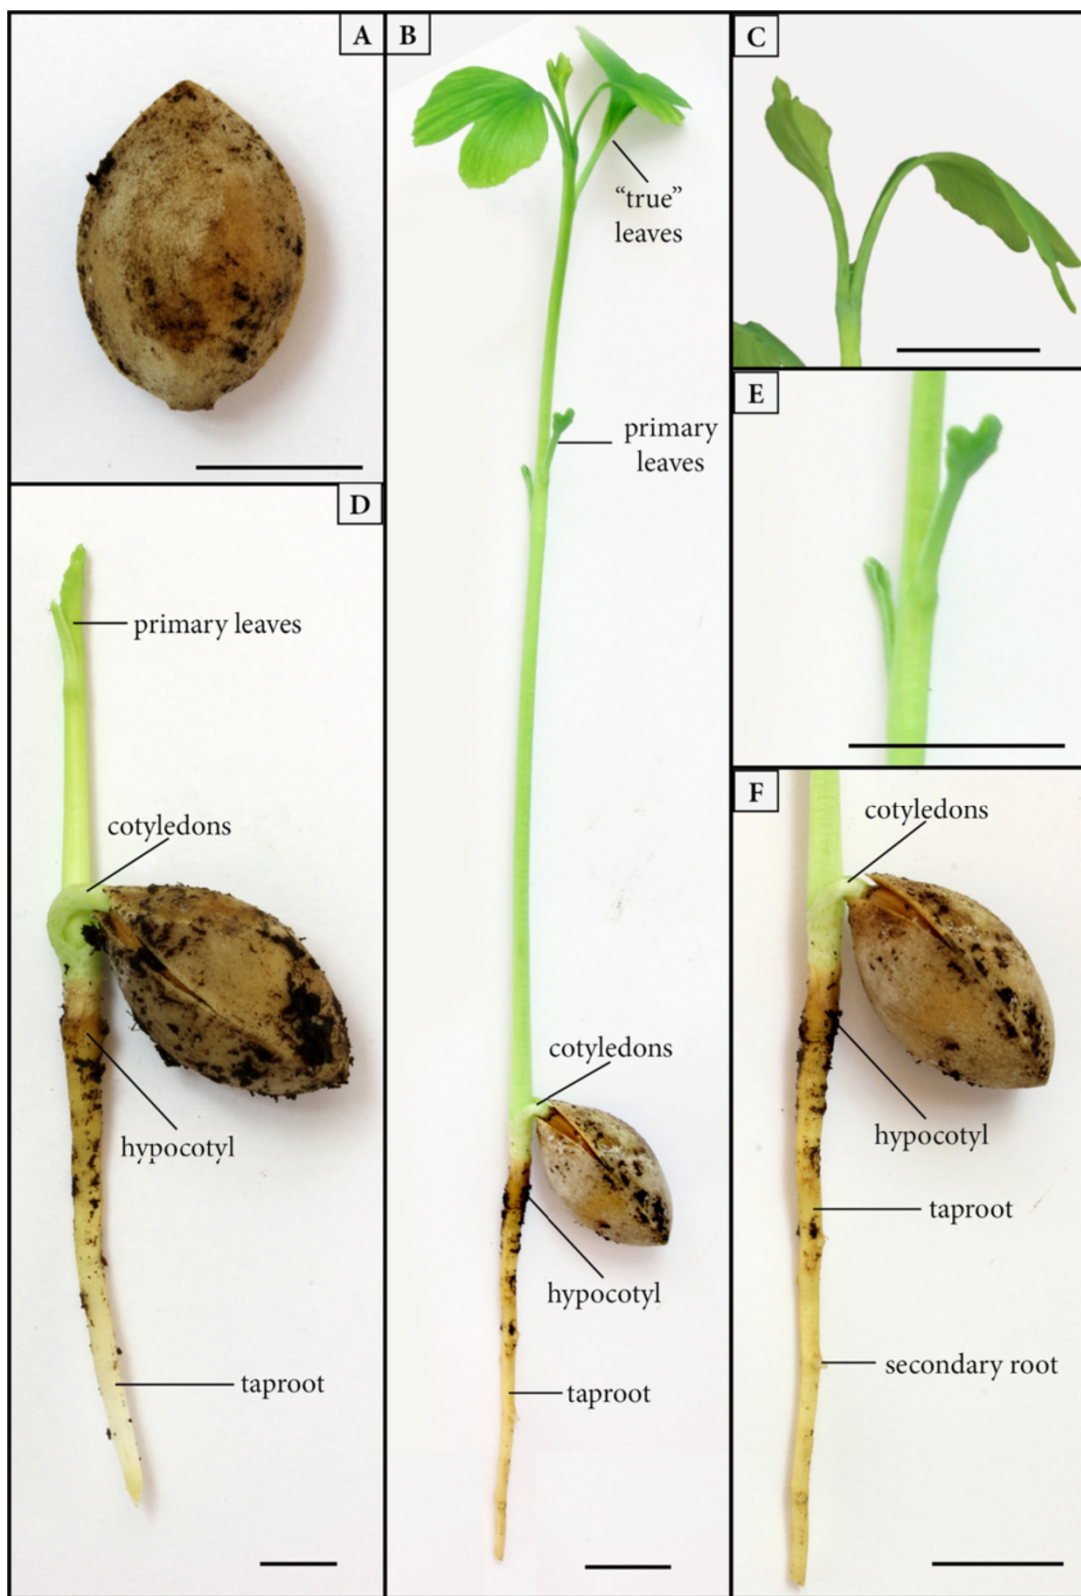 A
B
"true"
leaves
primary
leaves
cotyledons
hypocotyl
taproot
C
D
primary leaves
cotyledons
hypocotyl
taproot
E
F
cotyledons
hypocotyl
taproot
secondary root